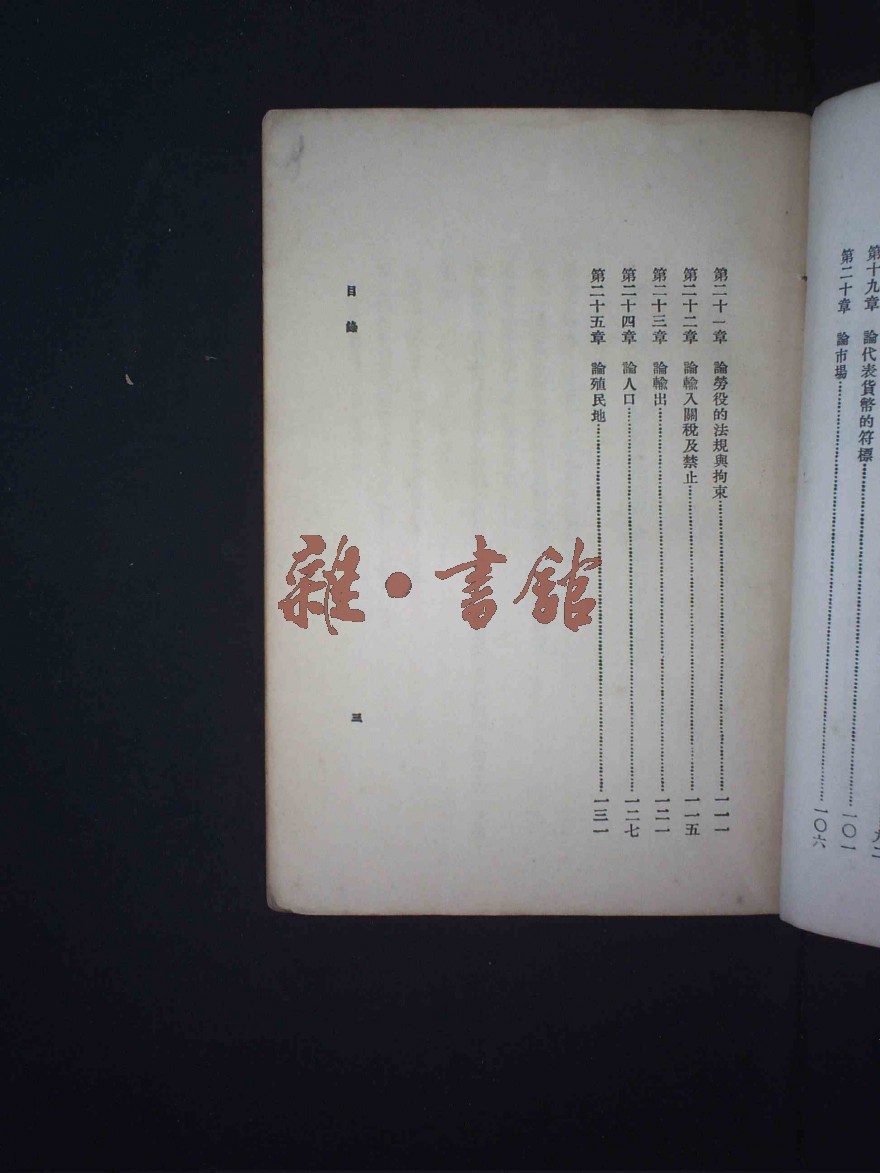 第十九章　論代表貨幣的符標……一〇一
第二十章　論市場……一〇六
第二十一章　論勞役的法規與拘束……一一一
第二十二章　論輸入關稅及禁止……一一五
第二十三章　論輸出……一二一
第二十四章　論人口……一二七
第二十五章　論殖民地……一三一
目錄
三
雜•書館